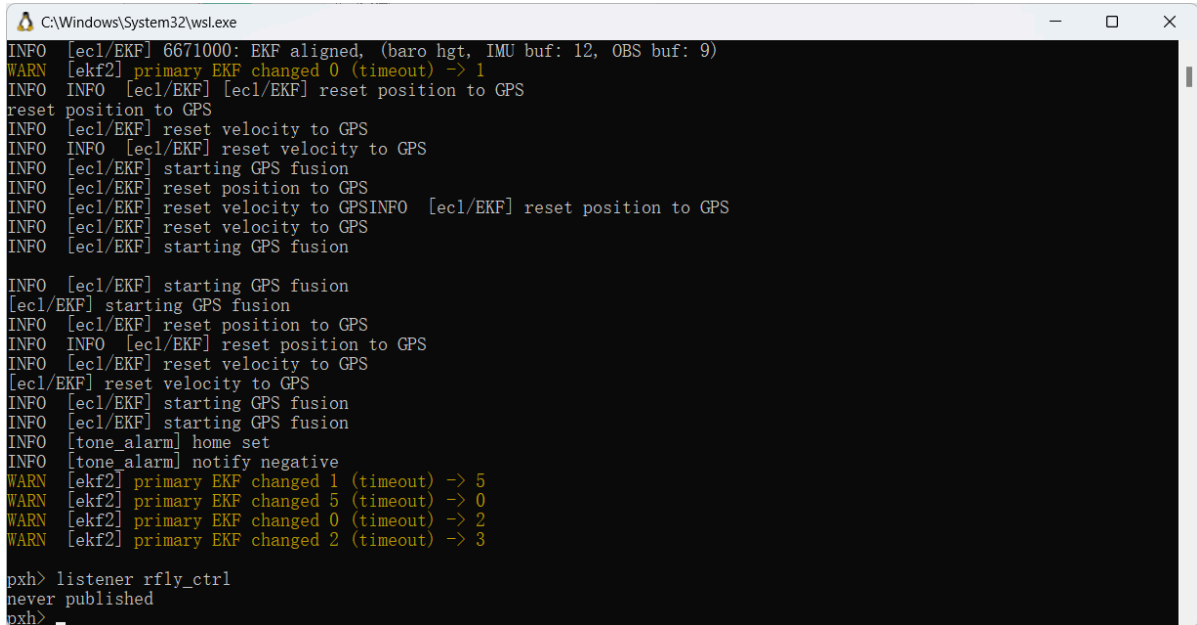 C:\Windows\System32\wsl.exe
INFO  [ecl/EKF] 6671000: EKF aligned, (baro hgt, IMU buf: 12, OBS buf: 9)
WARN  [ekf2] primary EKF changed 0 (timeout) -> 1
INFO  INFO  [ecl/EKF] [ecl/EKF] reset position to GPS
reset position to GPS
INFO  [ecl/EKF] reset velocity to GPS
INFO  INFO  [ecl/EKF] reset velocity to GPS
INFO  [ecl/EKF] starting GPS fusion
INFO  [ecl/EKF] reset position to GPS
INFO  [ecl/EKF] reset velocity to GPSINFO  [ecl/EKF] reset position to GPS
INFO  [ecl/EKF] reset velocity to GPS
INFO  [ecl/EKF] starting GPS fusion
INFO  [ecl/EKF] starting GPS fusion
[ecl/EKF] starting GPS fusion
INFO  [ecl/EKF] reset position to GPS
INFO  INFO  [ecl/EKF] reset position to GPS
INFO  [ecl/EKF] reset velocity to GPS
[ecl/EKF] reset velocity to GPS
INFO  [ecl/EKF] starting GPS fusion
INFO  [ecl/EKF] starting GPS fusion
INFO  [tone_alarm] home set
INFO  [tone_alarm] notify negative
WARN  [ekf2] primary EKF changed 1 (timeout) -> 5
WARN  [ekf2] primary EKF changed 5 (timeout) -> 0
WARN  [ekf2] primary EKF changed 0 (timeout) -> 2
WARN  [ekf2] primary EKF changed 2 (timeout) -> 3
pxh> listener rfly_ctrl
never published
pxh>